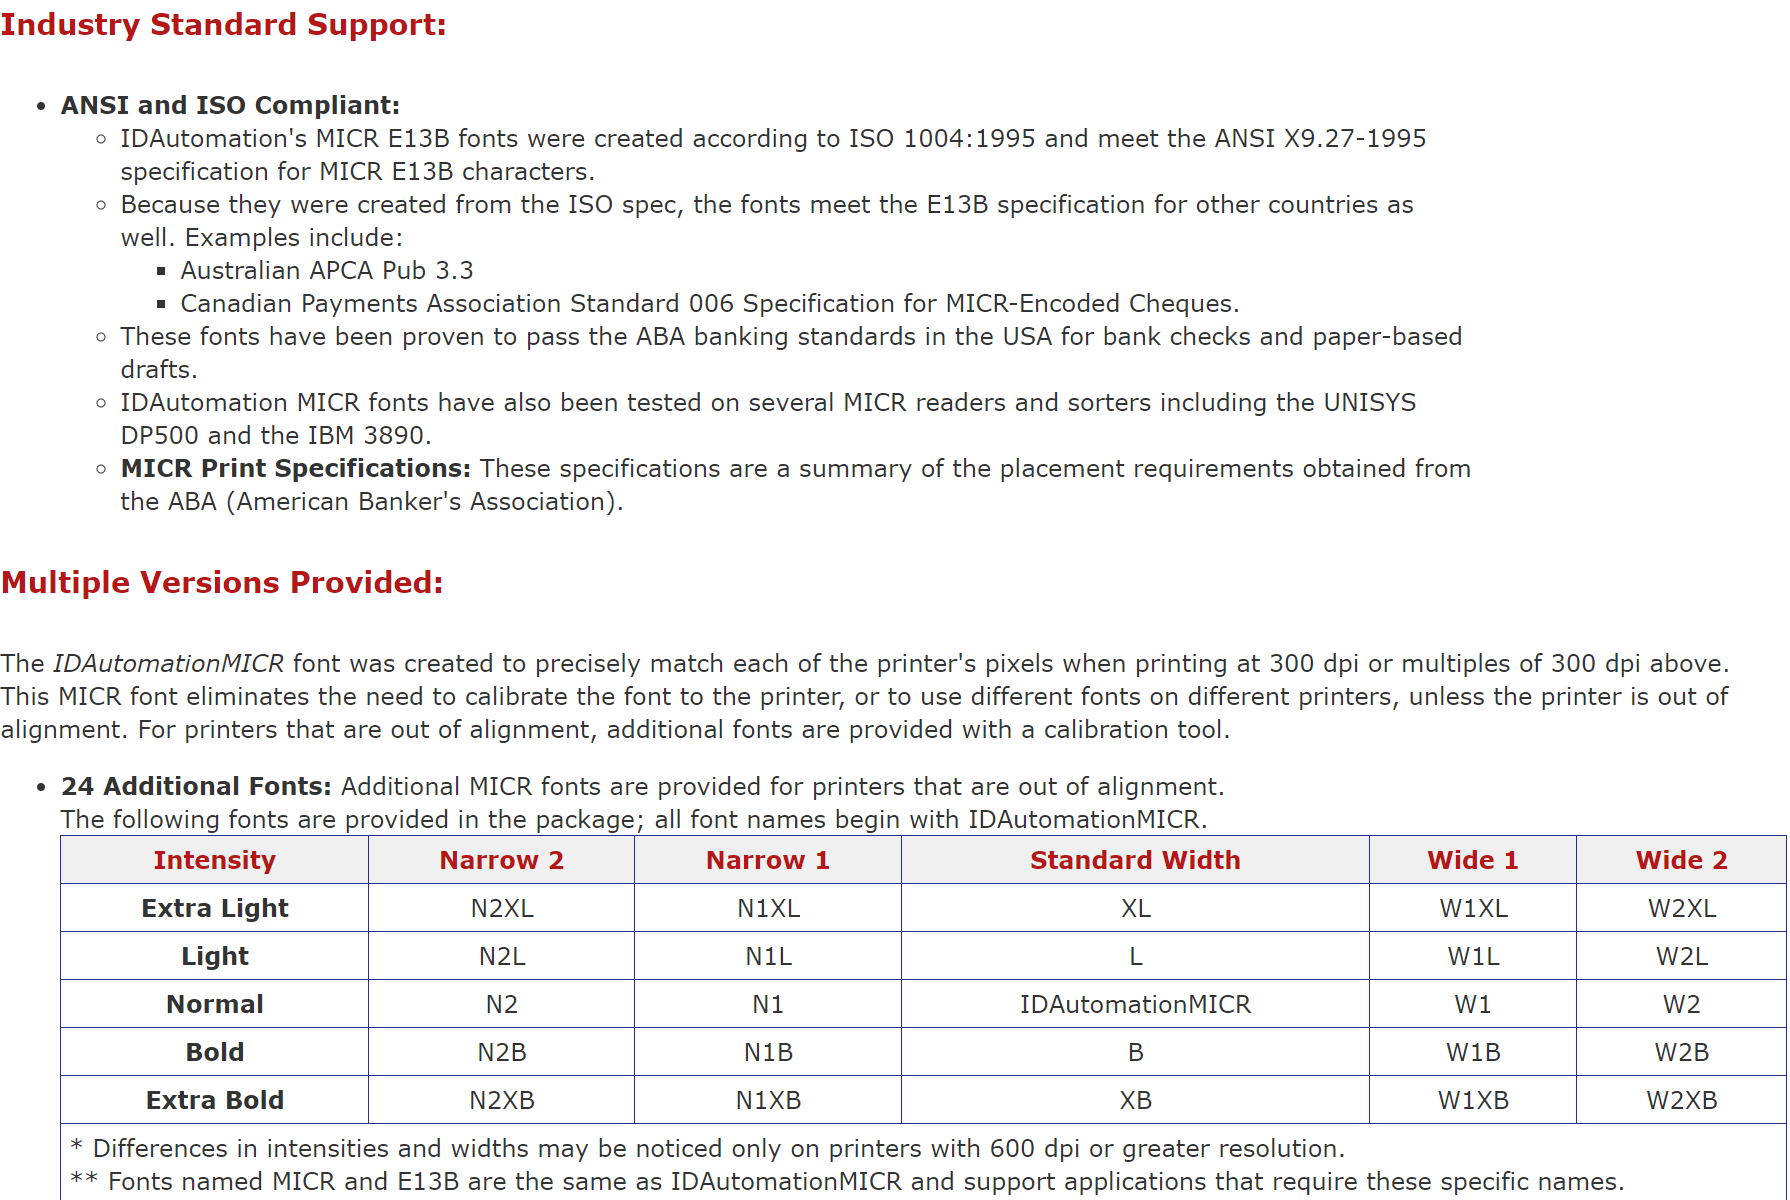 Industry Standard Support:
ANSI and ISO Compliant:
IDAutomation's MICR E13B fonts were created according to ISO 1004:1995 and meet the ANSI X9.27-1995
specification for MICR E13B characters.
Because they were created from the ISO spec, the fonts meet the E13B specification for other countries as
well. Examples include:
Australian APCA Pub 3.3
Canadian Payments Association Standard 006 Specification for MICR-Encoded Cheques.
These fonts have been proven to pass the ABA banking standards in the USA for bank checks and paper-based
drafts.
IDAutomation MICR fonts have also been tested on several MICR readers and sorters including the UNISYS
DP500 and the IBM 3890.
MICR Print Specifications: These specifications are a summary of the placement requirements obtained from
the ABA (American Banker's Association).
Multiple Versions Provided:
The IDAutomationMICR font was created to precisely match each of the printer's pixels when printing at 300 dpi or multiples of 300 dpi above.
This MICR font eliminates the need to calibrate the font to the printer, or to use different fonts on different printers, unless the printer is out of
alignment. For printers that are out of alignment, additional fonts are provided with a calibration tool.
24 Additional Fonts: Additional MICR fonts are provided for printers that are out of alignment.
The following fonts are provided in the package; all font names begin with IDAutomationMICR.
Intensity Narrow 2 Narrow 1 Standard Width Wide 1 Wide 2
Extra Light N2XL N1XL XL W1XL W2XL
Light N2L N1L L W1L W2L
Normal N2 N1 IDAutomationMICR W1 W2
Bold N2B N1B B W1B W2B
Extra Bold N2XB N1XB XB W1XB W2XB
* Differences in intensities and widths may be noticed only on printers with 600 dpi or greater resolution.
** Fonts named MICR and E13B are the same as IDAutomationMICR and support applications that require these specific names.